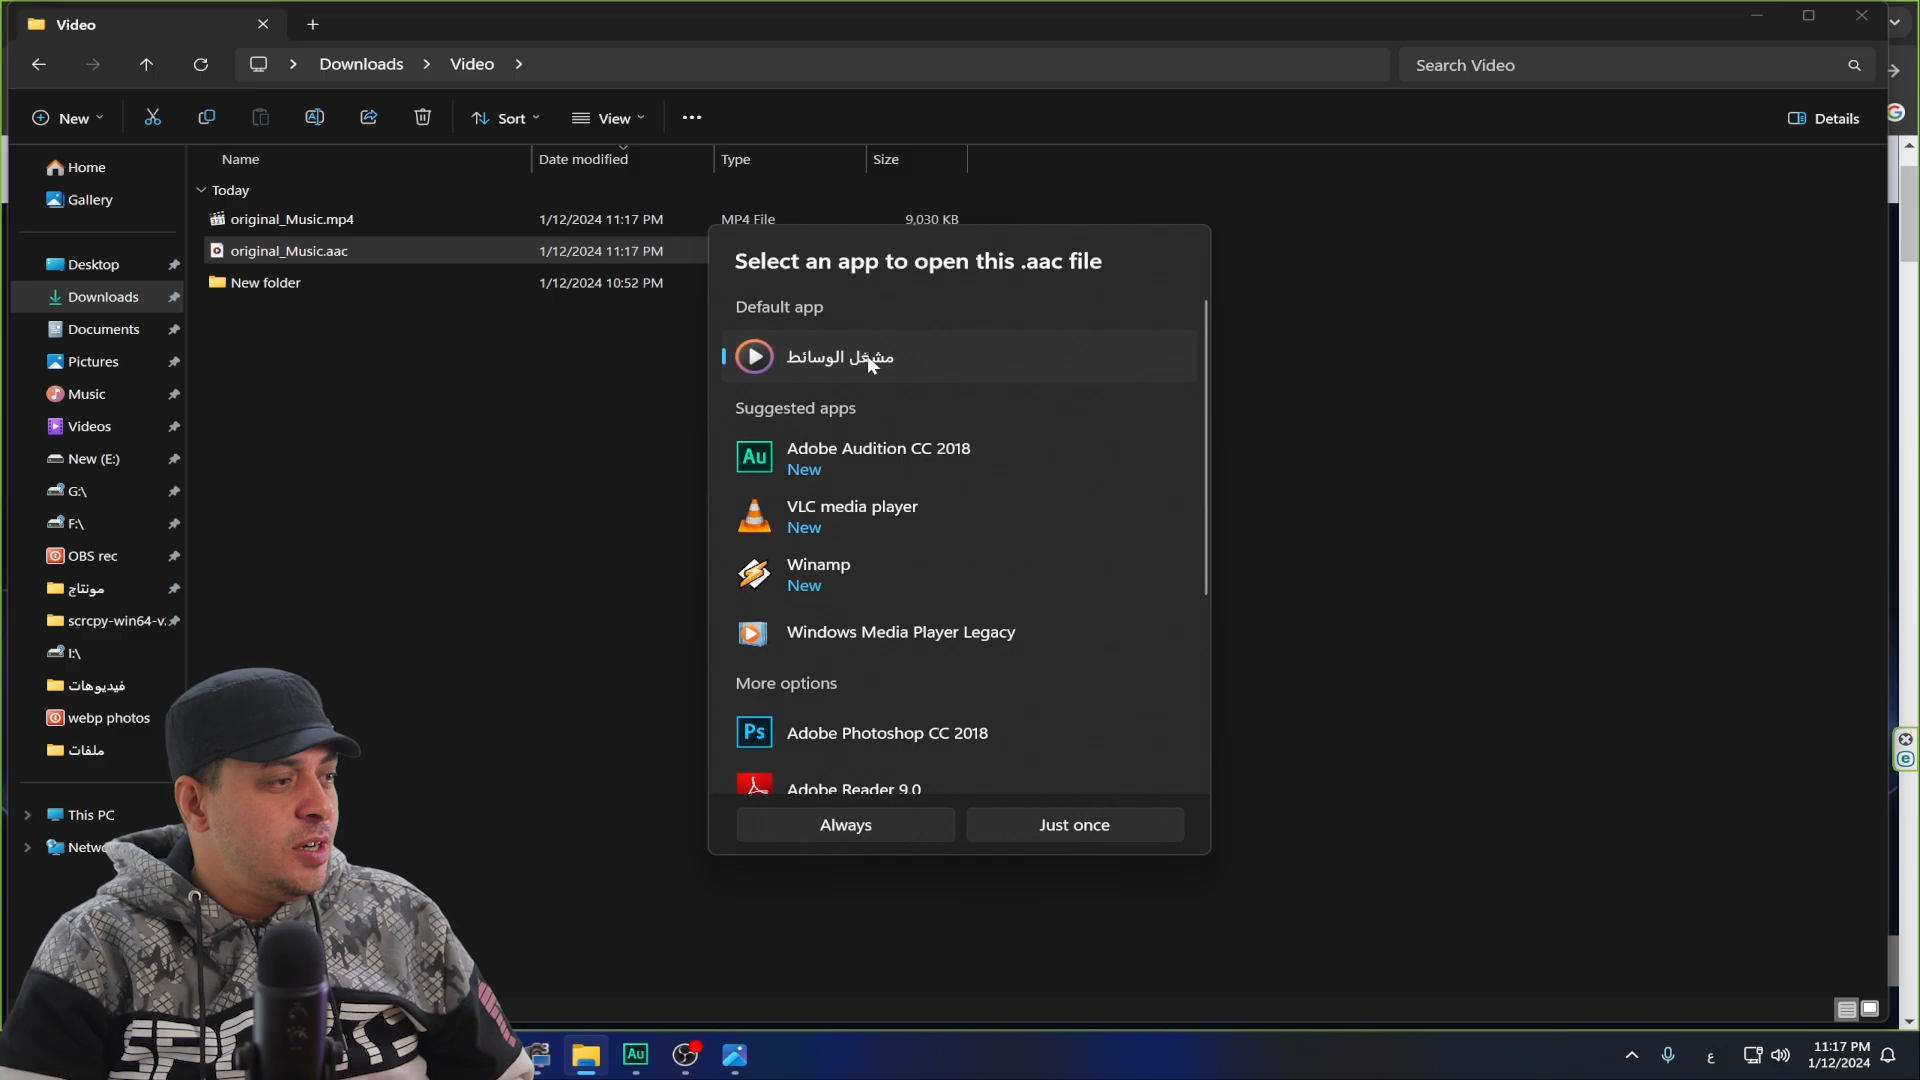 Video
Downloads
Video
Search Video
New
Sort
View
Details
Name
Date modified
Type
Size
Today
original_Music.mp4
1/12/2024 11:17 PM
MP4 File
9,030 KB
original_Music.aac
1/12/2024 11:17 PM
New folder
1/12/2024 10:52 PM
Home
Gallery
Desktop
Downloads
Documents
Pictures
Music
Videos
New (E:)
G:\
F:\
OBS rec
مونتاج
scrcpy-win64-v.
I:\
فيديوهات
webp photos
ملفات
This PC
Netwo
Select an app to open this .aac file
Default app
مشغل الوسائط
Suggested apps
Au
Adobe Audition CC 2018
New
VLC media player
New
Winamp
New
Windows Media Player Legacy
More options
Ps
Adobe Photoshop CC 2018
Adobe Reader 9.0
Always
Just once
Au
ع
11:17 PM
1/12/2024